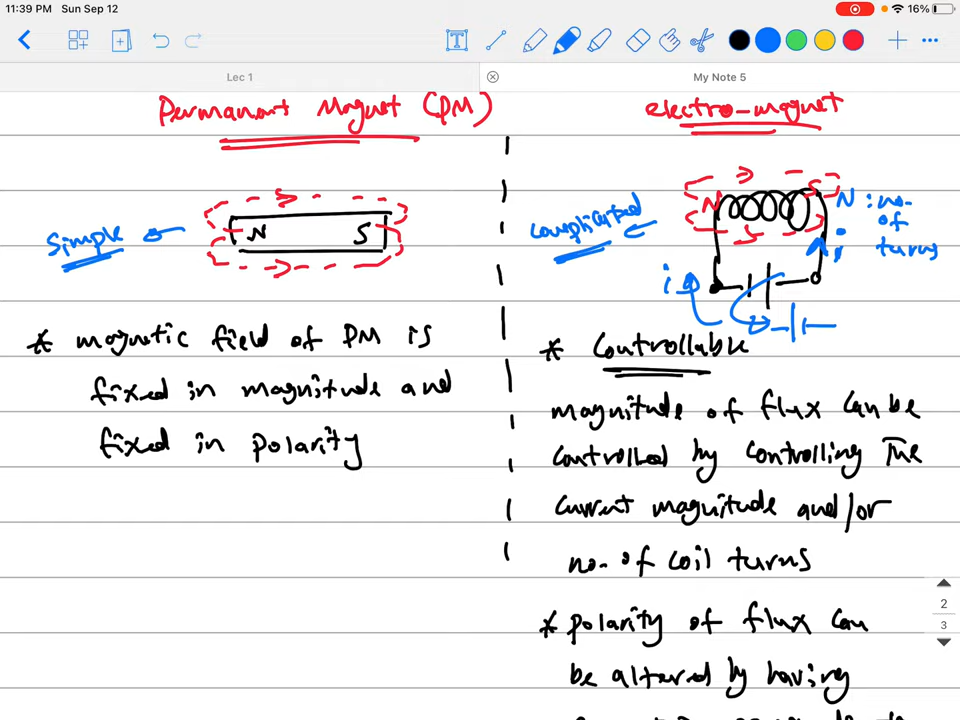 11:39 PM Sun Sep 12
16%
Lec 1
My Note 5
Permanant Magnet (PM)
N S
Simple
* magnetic field of PM is
fixed in magnitude and
fixed in polarity
electro-magnet
N S
N : no.
of
turns
complicated
i
* Controllable
magnitude of flux can be
controlled by controlling The
current magnitude and/or
no. of coil turns
* polarity of flux can
be altered by having
2
3